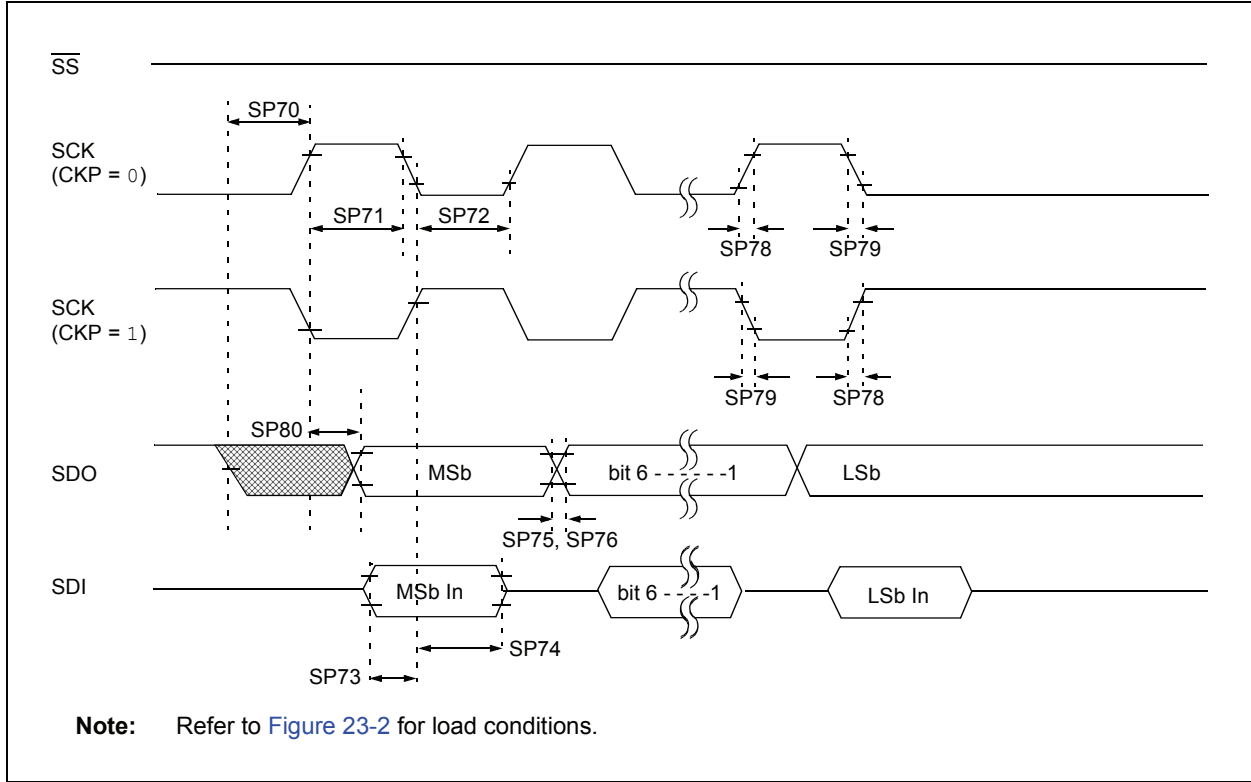 SS
SP70
SCK
(CKP = 0)
SP71
SP72
SP78
SP79
SCK
(CKP = 1)
SP79
SP78
SP80
SDO
MSb
bit 6 - - - - - -1
LSb
SP75, SP76
SDI
MSb In
bit 6 - - - -1
LSb In
SP74
SP73
Note: Refer to Figure 23-2 for load conditions.